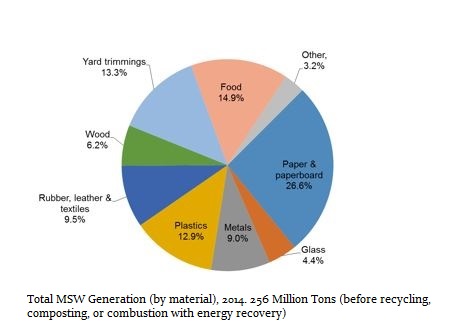 Other,
3.2%
Yard trimmings
13.3%
Food
14.9%
Wood
6.2%
Paper &
paperboard
26.6%
Rubber, leather &
textiles
9.5%
Plastics
12.9%
Metals
9.0%
Glass
4.4%
Total MSW Generation (by material), 2014. 256 Million Tons (before recycling,
composting, or combustion with energy recovery)